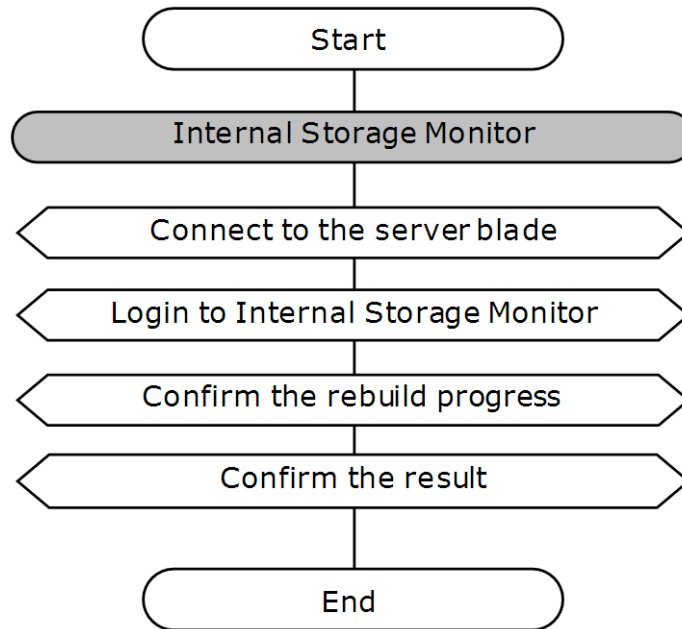 Start
Internal Storage Monitor
Connect to the server blade
Login to Internal Storage Monitor
Confirm the rebuild progress
Confirm the result
End